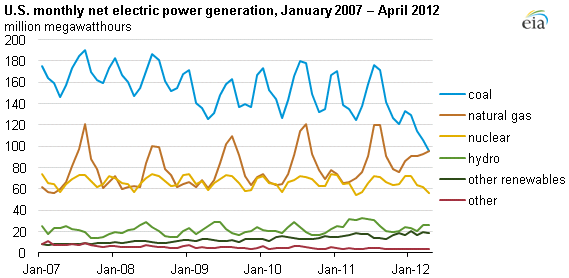 U.S. monthly net electric power generation, January 2007 – April 2012
million megawatthours
eia
200
180
160
140
120
100
80
60
40
20
0
Jan-07 Jan-08 Jan-09 Jan-10 Jan-11 Jan-12
coal
natural gas
nuclear
hydro
other renewables
other